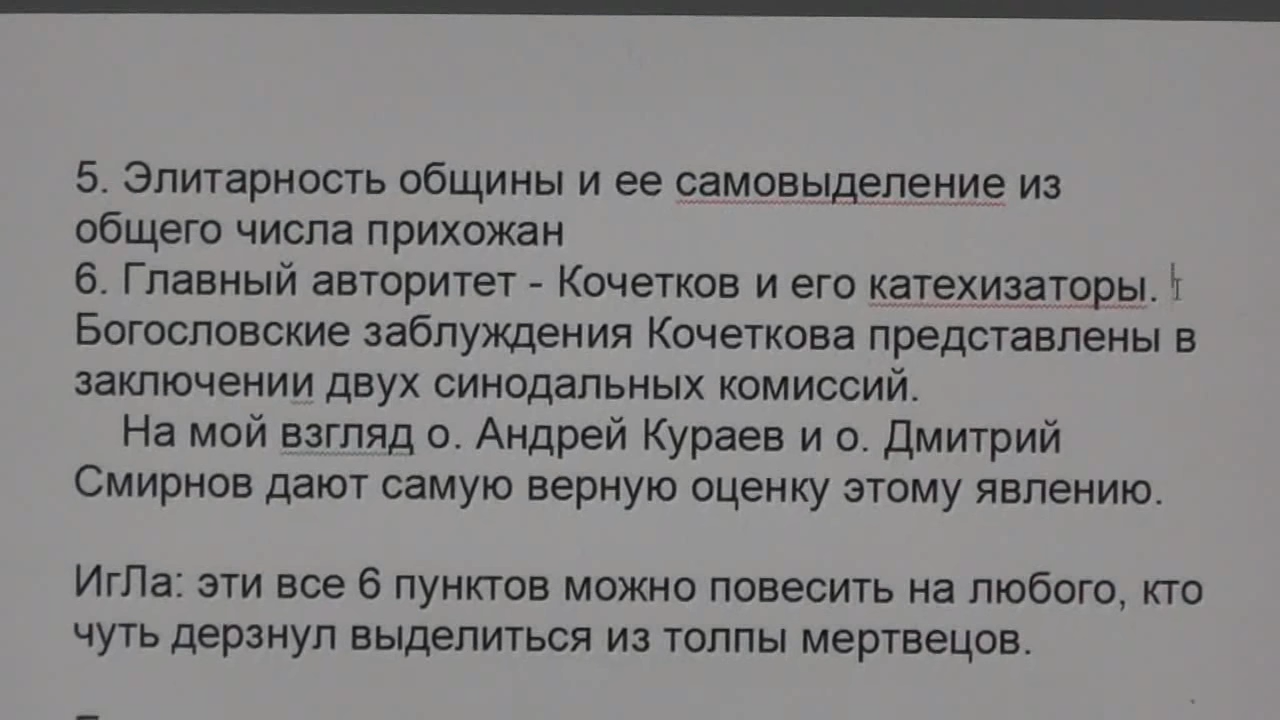 5. Элитарность общины и ее самовыделение из
общего числа прихожан
6. Главный авторитет - Кочетков и его катехизаторы.
Богословские заблуждения Кочеткова представлены в
заключении двух синодальных комиссий.
На мой взгляд о. Андрей Кураев и о. Дмитрий
Смирнов дают самую верную оценку этому явлению.
ИгЛа: эти все 6 пунктов можно повесить на любого, кто
чуть дерзнул выделиться из толпы мертвецов.